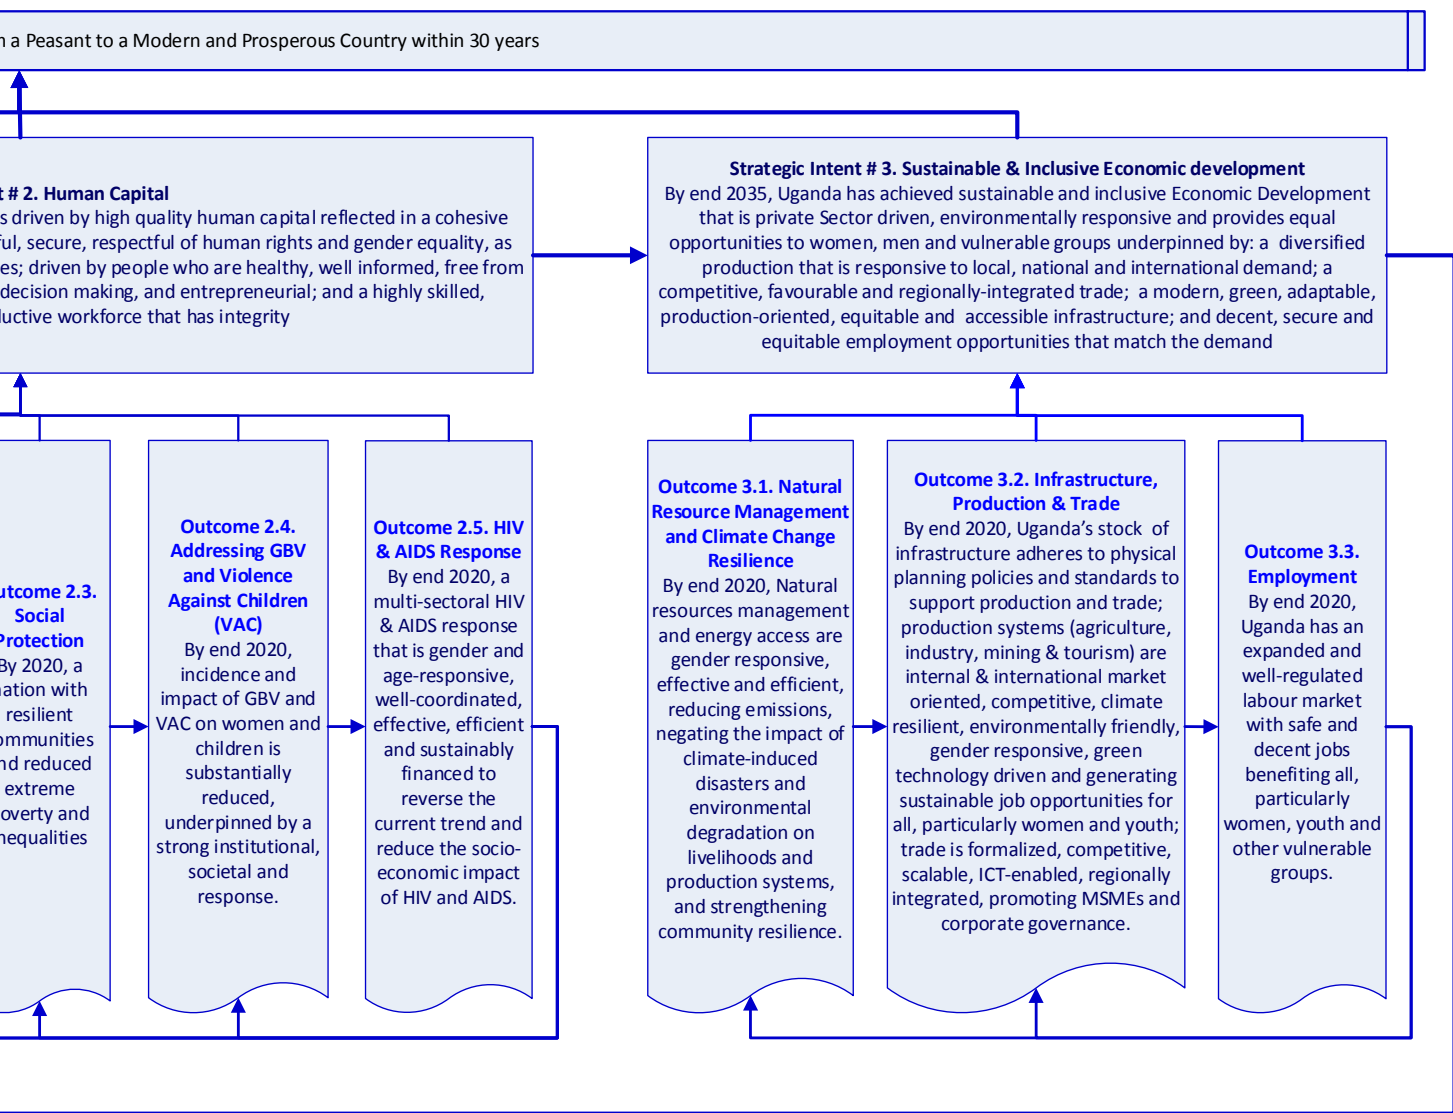 a Peasant to a Modern and Prosperous Country within 30 years
# 2. Human Capital
driven by high quality human capital reflected in a cohesive
secure, respectful of human rights and gender equality, as
driven by people who are healthy, well informed, free from
decision making, and entrepreneurial; and a highly skilled,
workforce that has integrity
Strategic Intent # 3. Sustainable & Inclusive Economic development
By end 2035, Uganda has achieved sustainable and inclusive Economic Development
that is private Sector driven, environmentally responsive and provides equal
opportunities to women, men and vulnerable groups underpinned by: a diversified
production that is responsive to local, national and international demand; a
competitive, favourable and regionally-integrated trade; a modern, green, adaptable,
production-oriented, equitable and accessible infrastructure; and decent, secure and
equitable employment opportunities that match the demand
utcome 2.3.
Social
Protection
By 2020, a
nation with
resilient
ommunities
nd reduced
extreme
overty and
nequalities
Outcome 2.4.
Addressing GBV
and Violence
Against Children
(VAC)
By end 2020,
incidence and
impact of GBV and
VAC on women and
children is
substantially
reduced,
underpinned by a
strong institutional,
societal and
response.
Outcome 2.5. HIV
& AIDS Response
By end 2020, a
multi-sectoral HIV
& AIDS response
that is gender and
age-responsive,
well-coordinated,
effective, efficient
and sustainably
financed to
reverse the
current trend and
reduce the socio-
economic impact
of HIV and AIDS.
Outcome 3.1. Natural
Resource Management
and Climate Change
Resilience
By end 2020, Natural
resources management
and energy access are
gender responsive,
effective and efficient,
reducing emissions,
negating the impact of
climate-induced
disasters and
environmental
degradation on
livelihoods and
production systems,
and strengthening
community resilience.
Outcome 3.2. Infrastructure,
Production & Trade
By end 2020, Uganda's stock of
infrastructure adheres to physical
planning policies and standards to
support production and trade;
production systems (agriculture,
industry, mining & tourism) are
internal & international market
oriented, competitive, climate
resilient, environmentally friendly,
gender responsive, green
technology driven and generating
sustainable job opportunities for
all, particularly women and youth;
trade is formalized, competitive,
scalable, ICT-enabled, regionally
integrated, promoting MSMEs and
corporate governance.
Outcome 3.3.
Employment
By end 2020,
Uganda has an
expanded and
well-regulated
labour market
with safe and
decent jobs
benefiting all,
particularly
women, youth and
other vulnerable
groups.